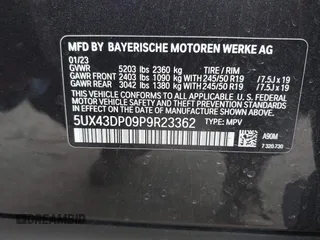 MFD BY BAYERISCHE MOTOREN WERKE AG
01/23
GVWR 5203 lbs 2360 kg TIRE / RIM
GAWR FRONT 2403 lbs 1090 kg WITH 245/50 R19 /7.5J x 19
GAWR REAR 3042 lbs 1380 kg WITH 245/50 R19 /7.5J x 19
THIS VEHICLE CONFORMS TO ALL APPLICABLE U.S. FEDERAL MOTOR
VEHICLE SAFETY, BUMPER, AND THEFT PREVENTION STANDARDS IN
EFFECT ON THE DATE OF MANUFACTURE SHOWN ABOVE.
5UX43DP09P9R23362 A90M
TYPE: MPV 7 320.730
DREAMBID